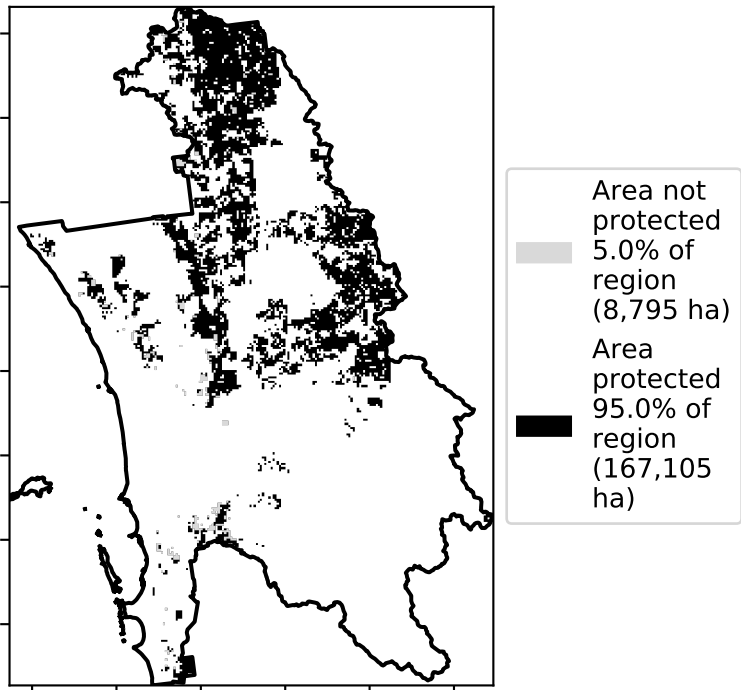 Area not
protected
5.0% of
region
(8,795 ha)
Area
protected
95.0% of
region
(167,105
ha)